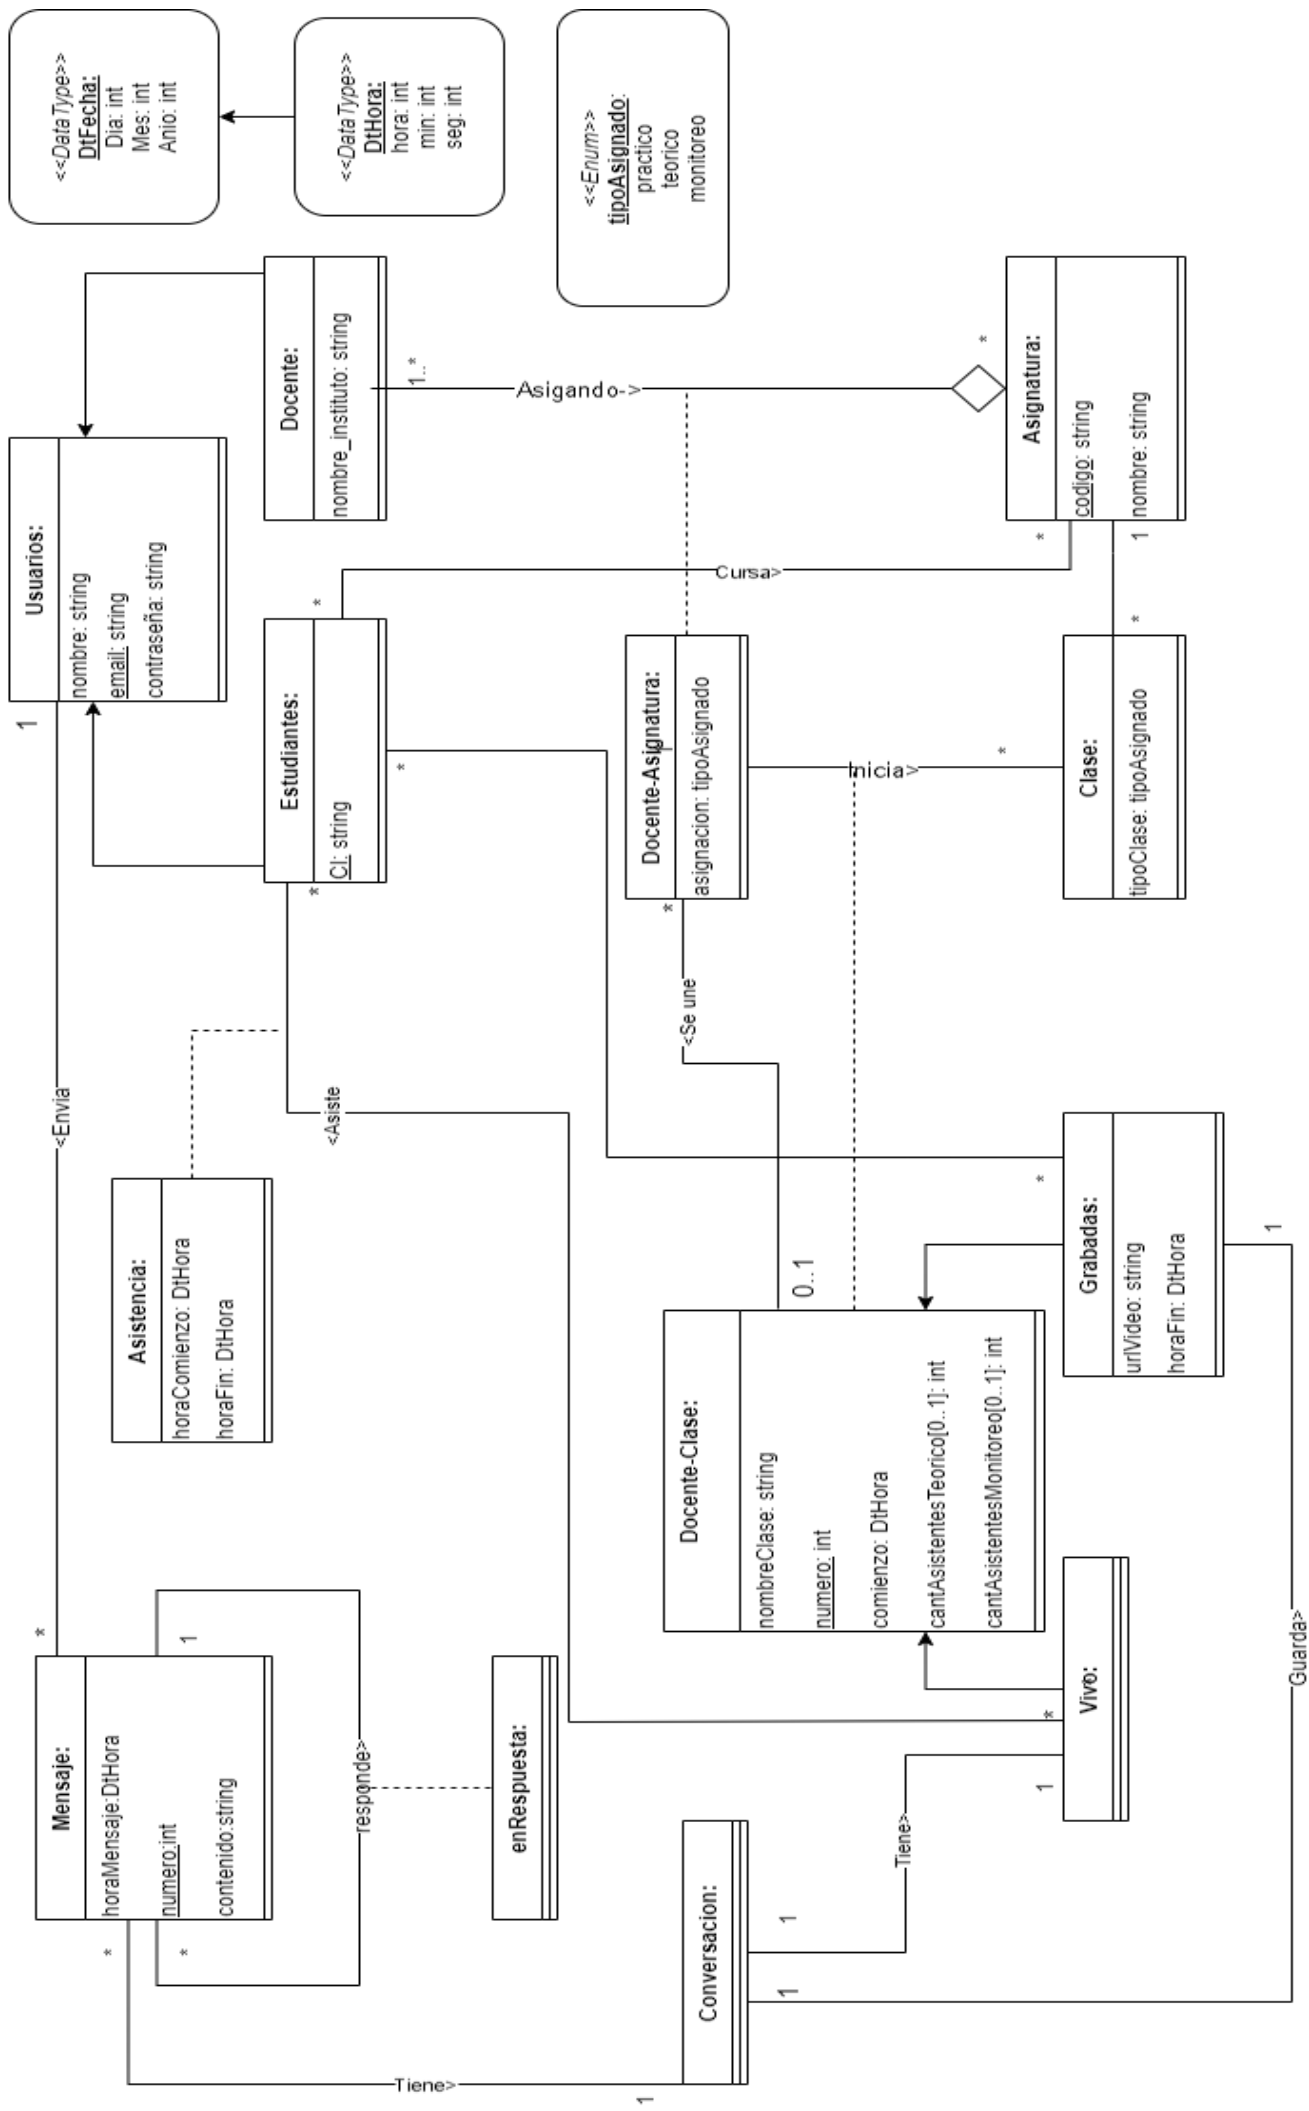 Mensaje:
horaMensaje:DtHora
numero:int
contenido:string
*
<Envia
1
Usuarios:
nombre: string
email: string
contraseña: string
<<Data Type>>
DtFecha:
Dia: int
Mes: int
Anio: int
*
*
1
responde>
Asistencia:
horaComienzo: DtHora
horaFin: DtHora
Estudiantes:
CI: string
*
*
*
<Asiste
Docente:
nombre_instituto: string
1..*
<<Data Type>>
DtHora:
hora: int
min: int
seg: int
Tiene>
1
enRespuesta:
Cursa>
Asigando->
<<Enum>>
tipoAsignado:
practico
teorico
monitoreo
Conversacion:
1
1
<Se une
*
Docente-Asignatura:
asignacion: tipoAsignado
0..1
Docente-Clase:
nombreClase: string
numero: int
comienzo: DtHora
cantAsistentesTeorico[0..1]: int
cantAsistentesMonitoreo[0..1]: int
Inicia>
*
Tiene>
1
*
Vivo:
*
Grabadas:
urlVideo: string
horaFin: DtHora
1
Clase:
tipoClase: tipoAsignado
*
1
*
*
Asignatura:
codigo: string
nombre: string
Guarda>